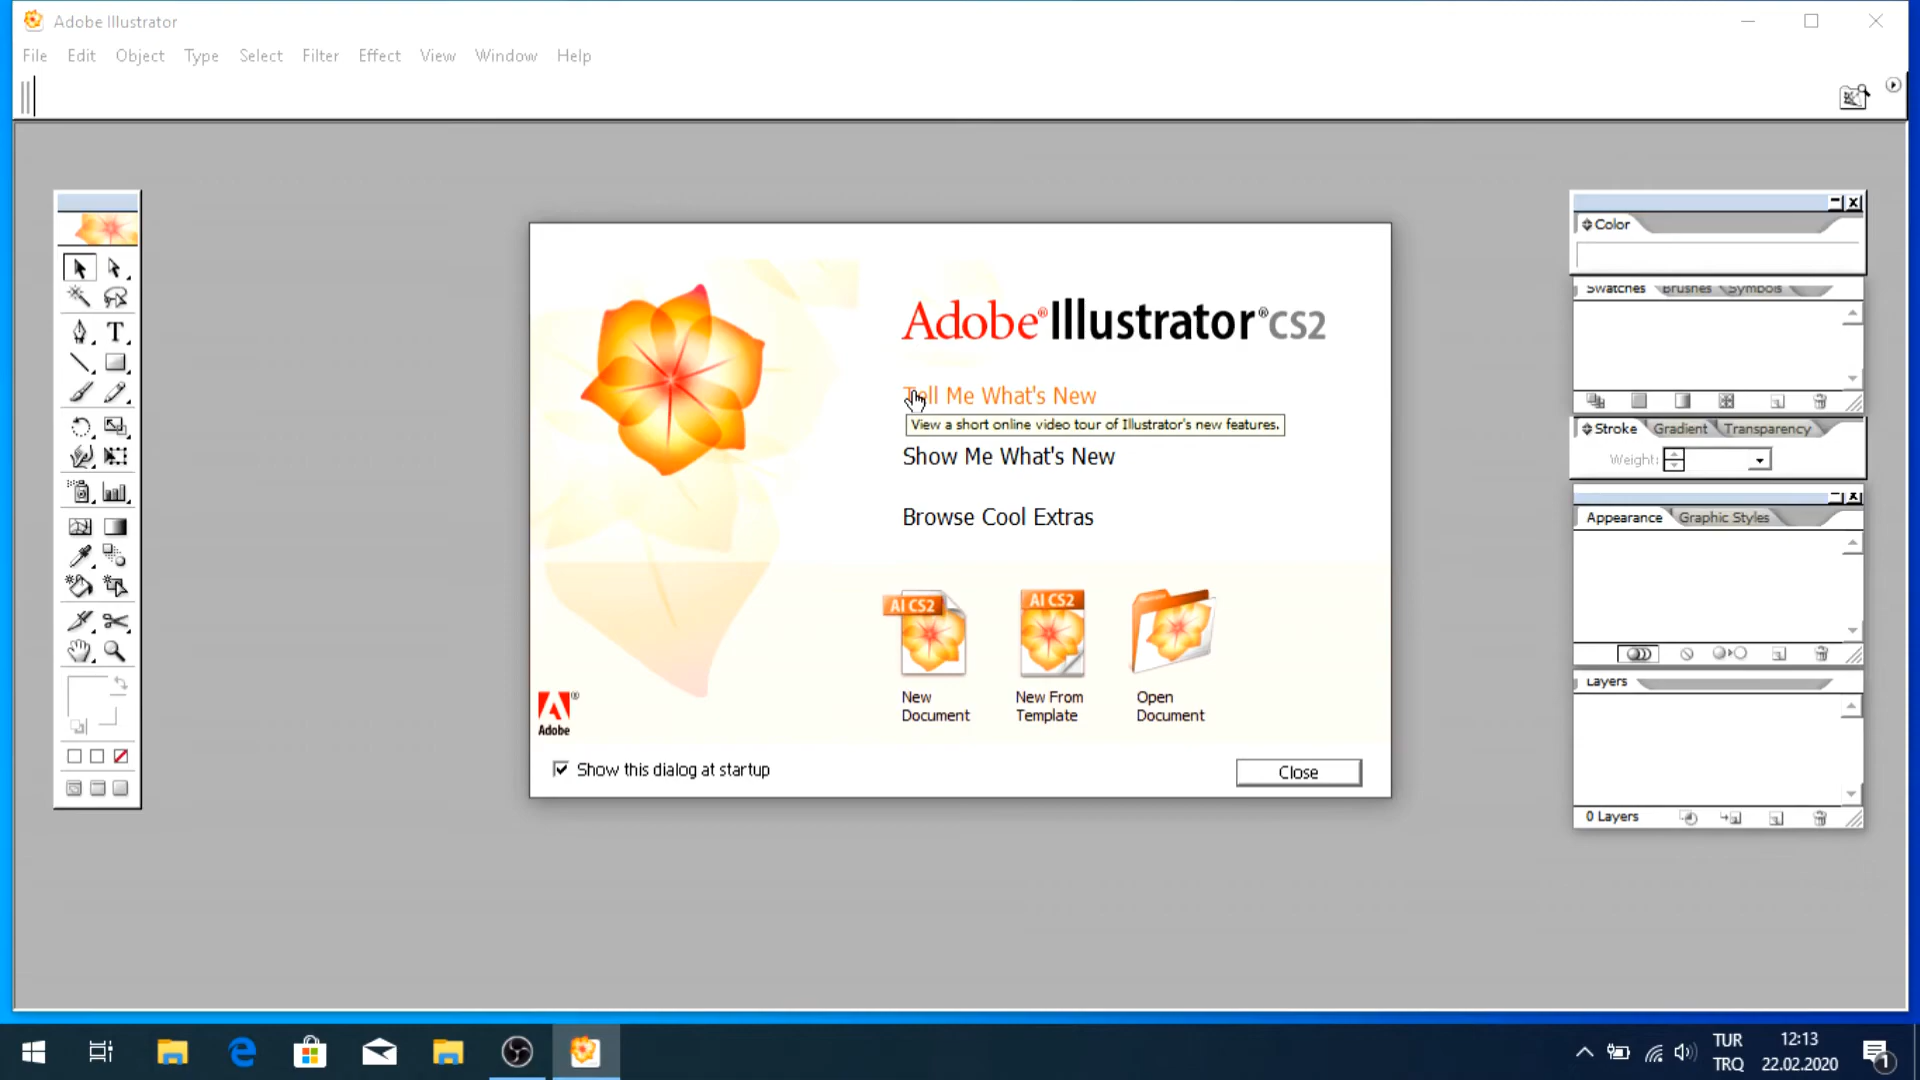 Adobe Illustrator
File Edit Object Type Select Filter Effect View Window Help
Color
Swatches Brushes Symbols
Stroke Gradient Transparency
Weight:
Appearance Graphic Styles
Layers
0 Layers
T
Adobe® Illustrator® CS2
Tell Me What's New
View a short online video tour of Illustrator's new features.
Show Me What's New
Browse Cool Extras
AI CS2
AI CS2
New Document
New From Template
Open Document
Adobe®
Show this dialog at startup
Close
TUR
TRQ
12:13
22.02.2020
1